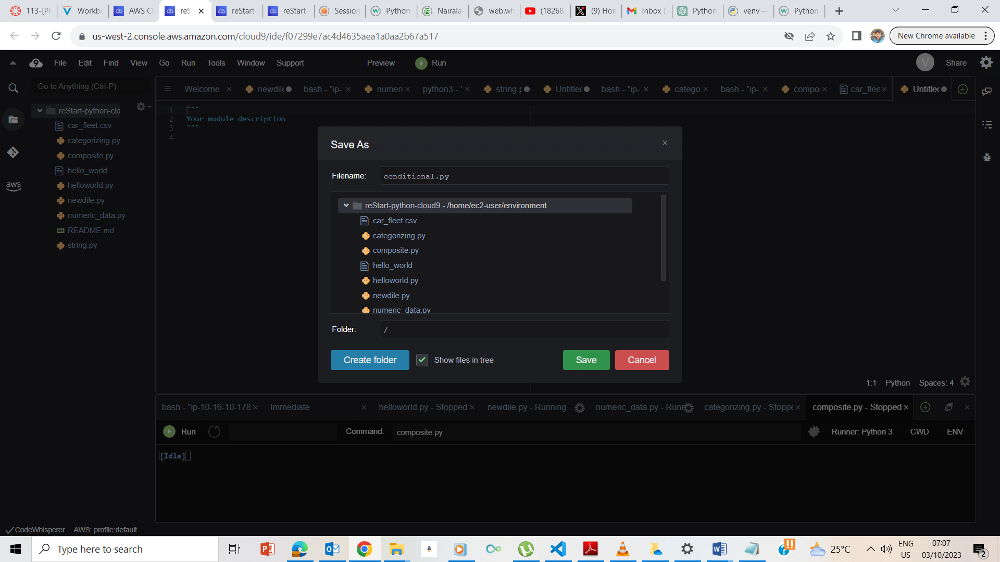 113-[PF Workbe AWS Cl reS reStart- reStart- Session Python Nairala web.wh (18268 (9) Hon Inbox ( Python venv — Python
us-west-2.console.aws.amazon.com/cloud9/ide/f07299e7ac4d4635aea1a0aa2b67a517 New Chrome available
File Edit Find View Go Run Tools Window Support Preview Run V Share
Go to Anything (Ctrl-P) Welcome newdile bash - "ip- numeri python3 - " string.p Untitled bash - "ip- catego bash - "ip- compo car_flee Untitled
reStart-python-clo
car_fleet.csv
categorizing.py
composite.py
hello_world
helloworld.py
newdile.py
numeric_data.py
README.md
string.py
aws
1 """
2 Your module description
3 """
4
Save As
Filename: conditional.py
reStart-python-cloud9 - /home/ec2-user/environment
car_fleet.csv
categorizing.py
composite.py
hello_world
helloworld.py
newdile.py
numeric_data.py
Folder: /
Create folder Show files in tree Save Cancel
1:1 Python Spaces: 4
bash - "ip-10-16-10-178 Immediate helloworld.py - Stopped newdile.py - Running numeric_data.py - Runn categorizing.py - Stoppe composite.py - Stopped
Run Command: composite.py Runner: Python 3 CWD ENV
[Idle]
CodeWhisperer AWS: profile:default
Type here to search 25°C ENG US 07:07 03/10/2023 2